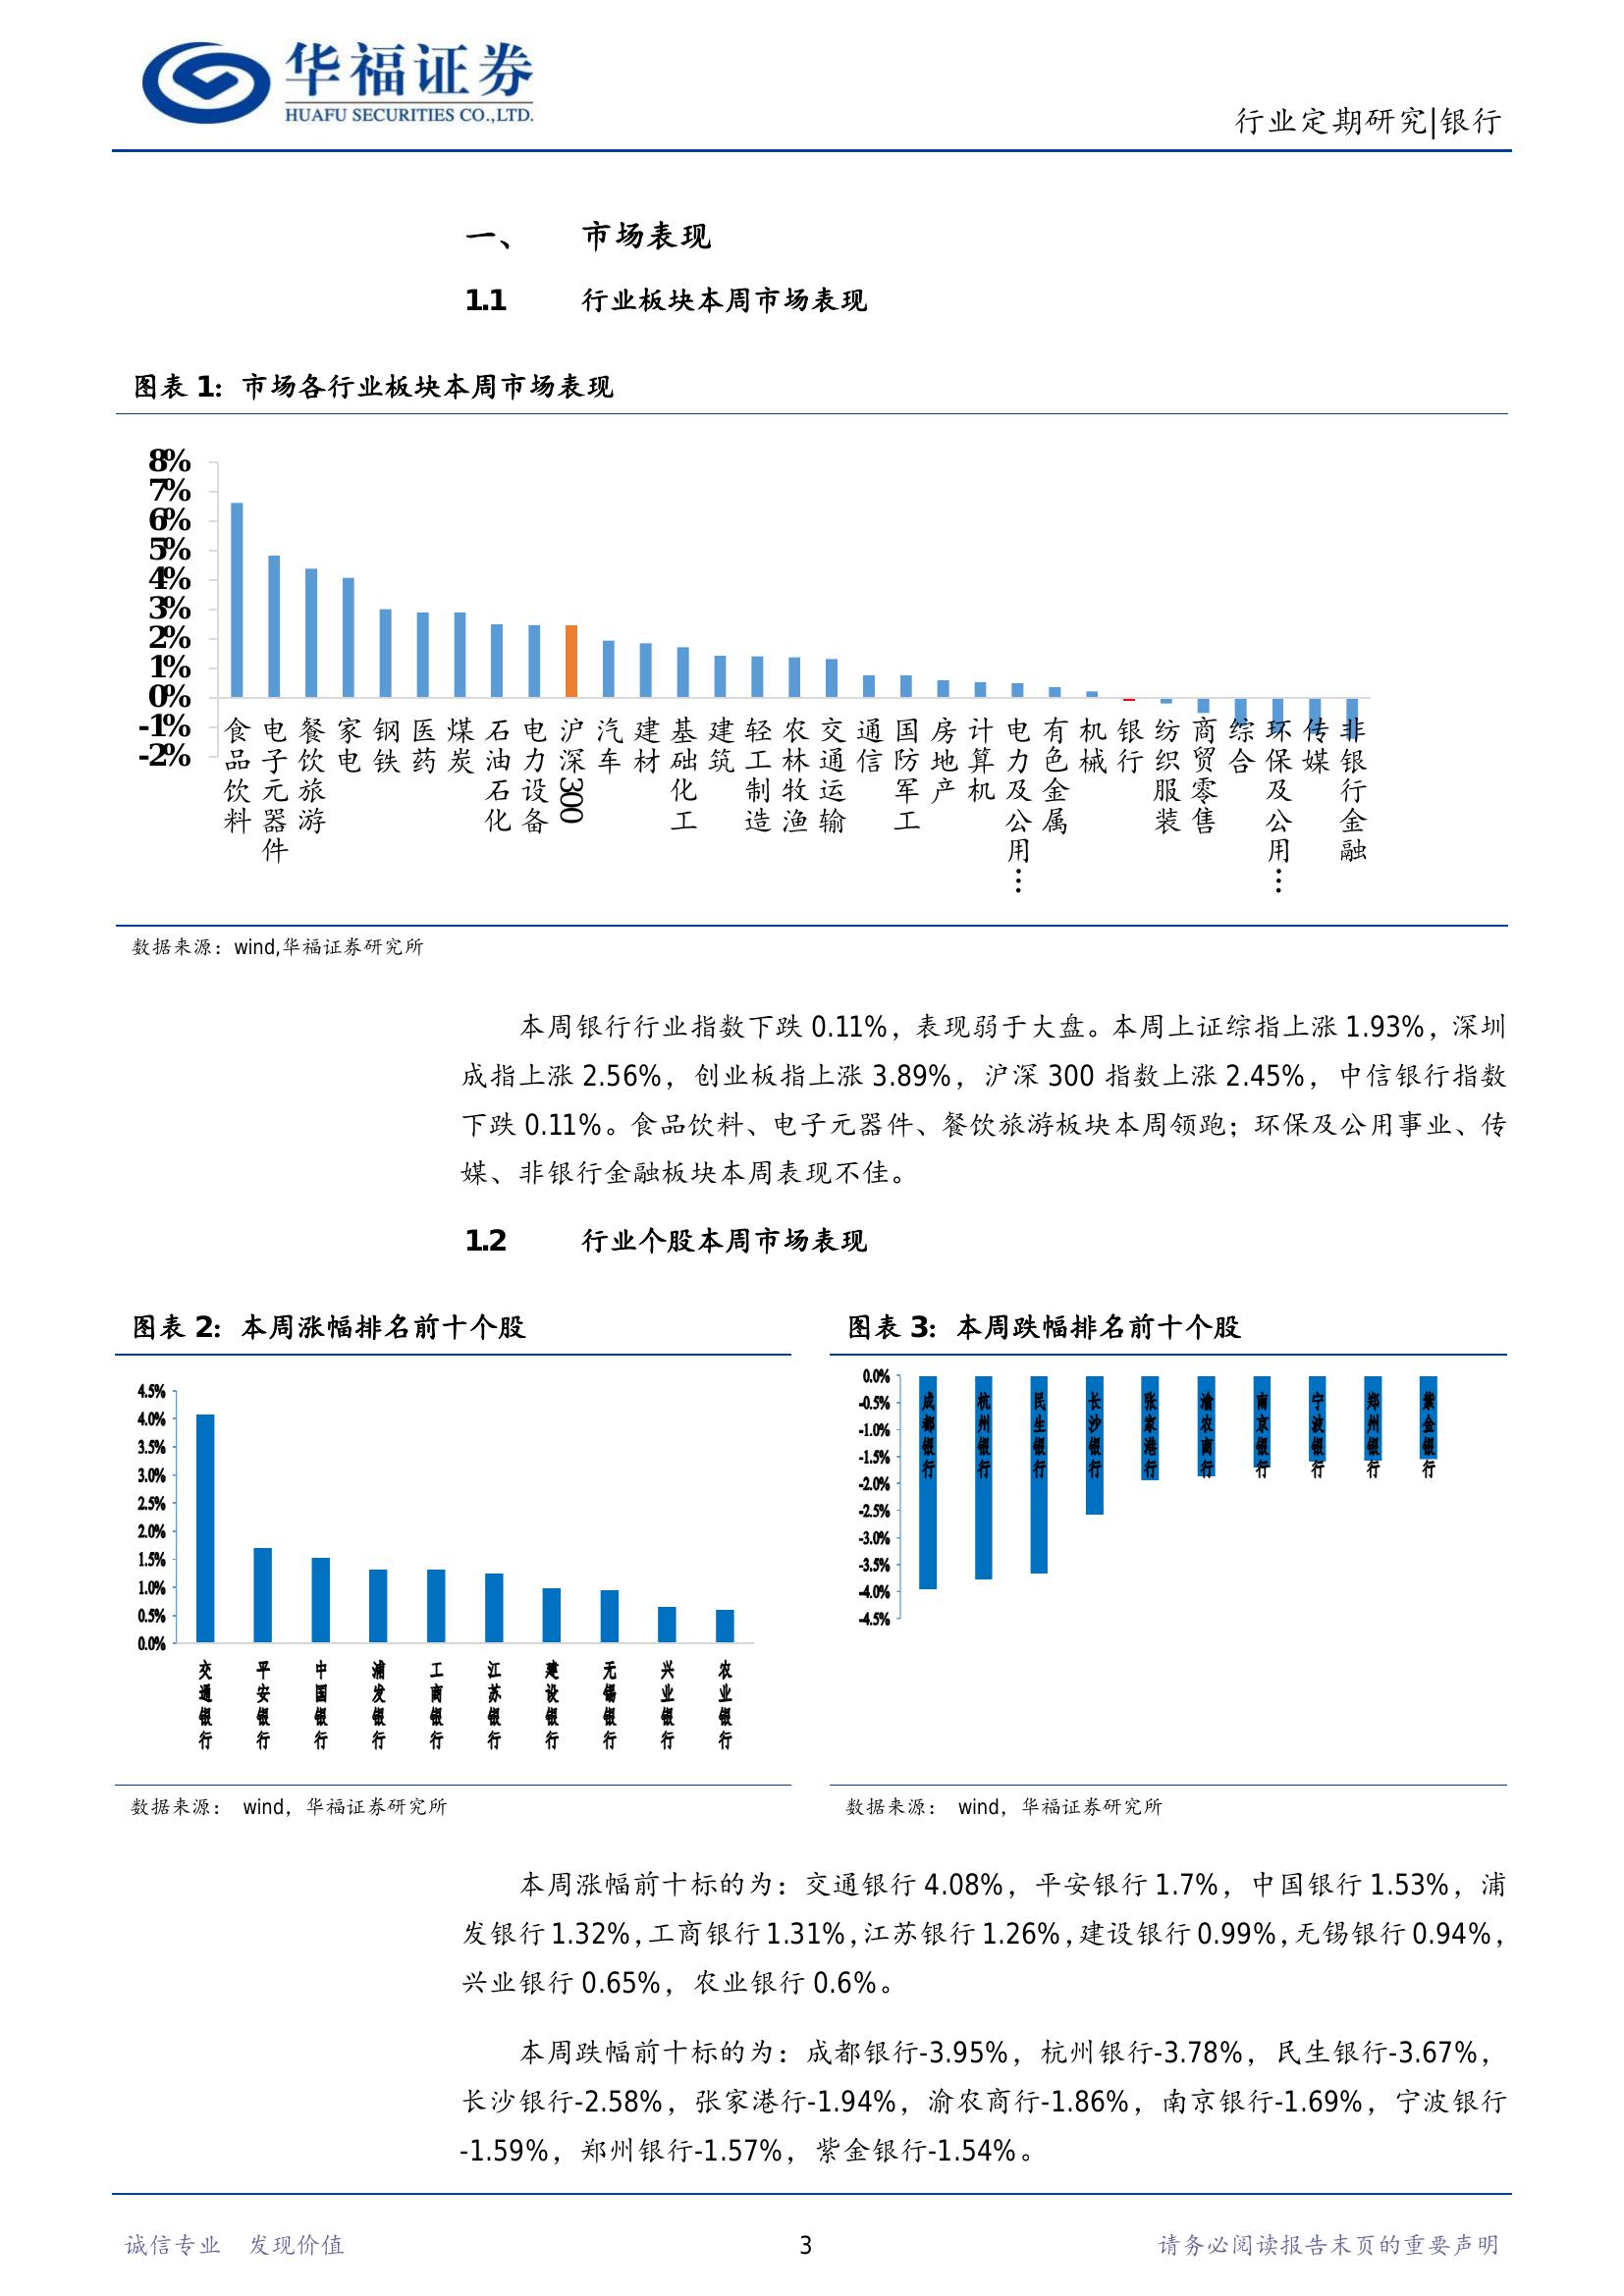 华福证券
HUAFU SECURITIES CO.,LTD.
行业定期研究|银行
一、 市场表现
1.1 行业板块本周市场表现
图表 1：市场各行业板块本周市场表现
8%
7%
6%
5%
4%
3%
2%
1%
0%
-1%
-2%
食品饮料
电子元器件
餐饮旅游
家电
钢铁
医药
煤炭
石油石化
电力设备
沪深300
汽车
建材
基础化工
建筑
轻工制造
农林牧渔
交通运输
通信
国防军工
房地产
计算机
电力及公用…
有色金属
机械
银行
纺织服装
商贸零售
综合
环保及公用…
传媒
非银行金融
数据来源：wind,华福证券研究所
本周银行行业指数下跌 0.11%，表现弱于大盘。本周上证综指上涨 1.93%，深圳
成指上涨 2.56%，创业板指上涨 3.89%，沪深 300 指数上涨 2.45%，中信银行指数
下跌 0.11%。食品饮料、电子元器件、餐饮旅游板块本周领跑；环保及公用事业、传
媒、非银行金融板块本周表现不佳。
1.2 行业个股本周市场表现
图表 2：本周涨幅排名前十个股
4.5%
4.0%
3.5%
3.0%
2.5%
2.0%
1.5%
1.0%
0.5%
0.0%
交通银行
平安银行
中国银行
浦发银行
工商银行
江苏银行
建设银行
无锡银行
兴业银行
农业银行
数据来源： wind，华福证券研究所
图表 3：本周跌幅排名前十个股
0.0%
-0.5%
-1.0%
-1.5%
-2.0%
-2.5%
-3.0%
-3.5%
-4.0%
-4.5%
成都银行
杭州银行
民生银行
长沙银行
张家港行
渝农商行
南京银行
宁波银行
郑州银行
紫金银行
数据来源： wind，华福证券研究所
本周涨幅前十标的为：交通银行 4.08%，平安银行 1.7%，中国银行 1.53%，浦
发银行 1.32%，工商银行 1.31%，江苏银行 1.26%，建设银行 0.99%，无锡银行 0.94%，
兴业银行 0.65%，农业银行 0.6%。
本周跌幅前十标的为：成都银行-3.95%，杭州银行-3.78%，民生银行-3.67%，
长沙银行-2.58%，张家港行-1.94%，渝农商行-1.86%，南京银行-1.69%，宁波银行
-1.59%，郑州银行-1.57%，紫金银行-1.54%。
诚信专业 发现价值
3
请务必阅读报告末页的重要声明